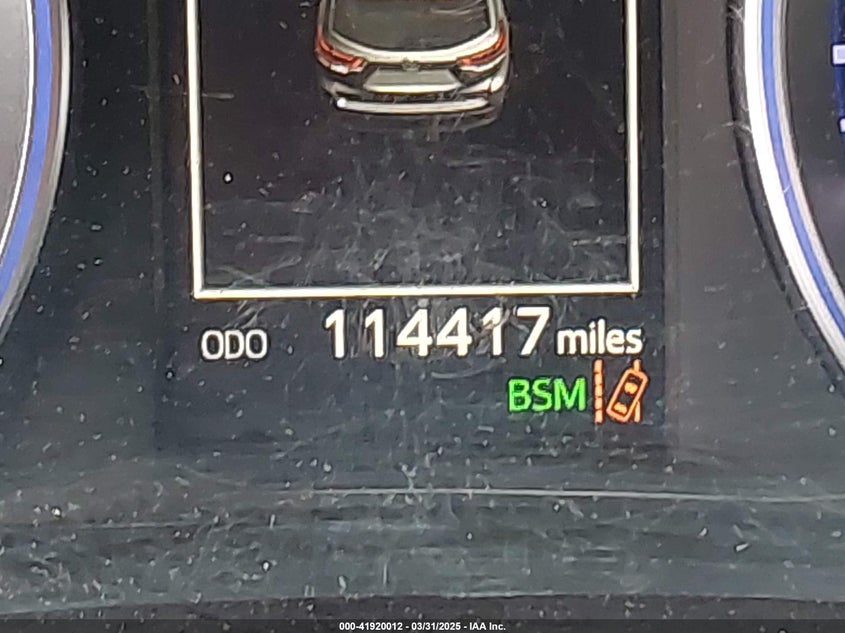 ODO 114417 miles
BSM
000-41920012 - 03/31/2025 - IAA Inc.